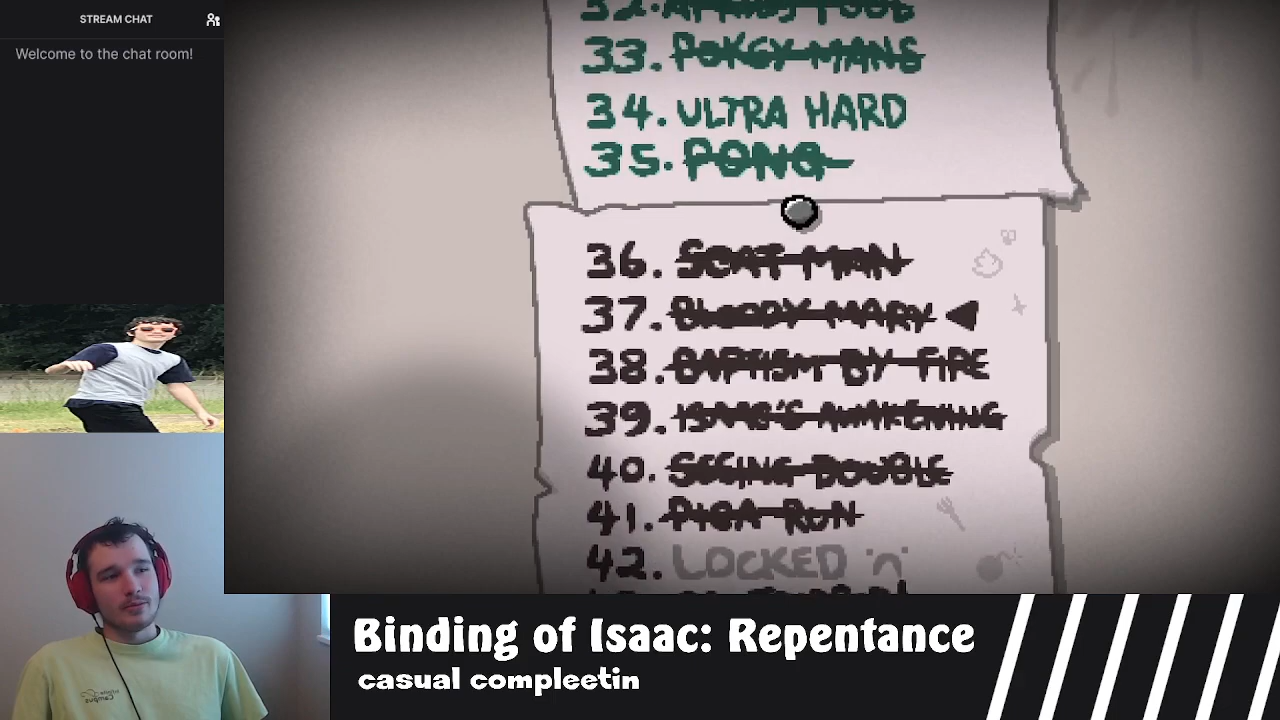 STREAM CHAT
Welcome to the chat room!
33. POKEY MANS
34. ULTRA HARD
35. PONG
36. SCAT MAN
37. BLOODY MARY
38. BAPTISM BY FIRE
39. ISAAC'S AWAKENING
40. SEEING DOUBLE
41. PICA RUN
42. LOCKED
Binding of Isaac: Repentance
casual compleetin